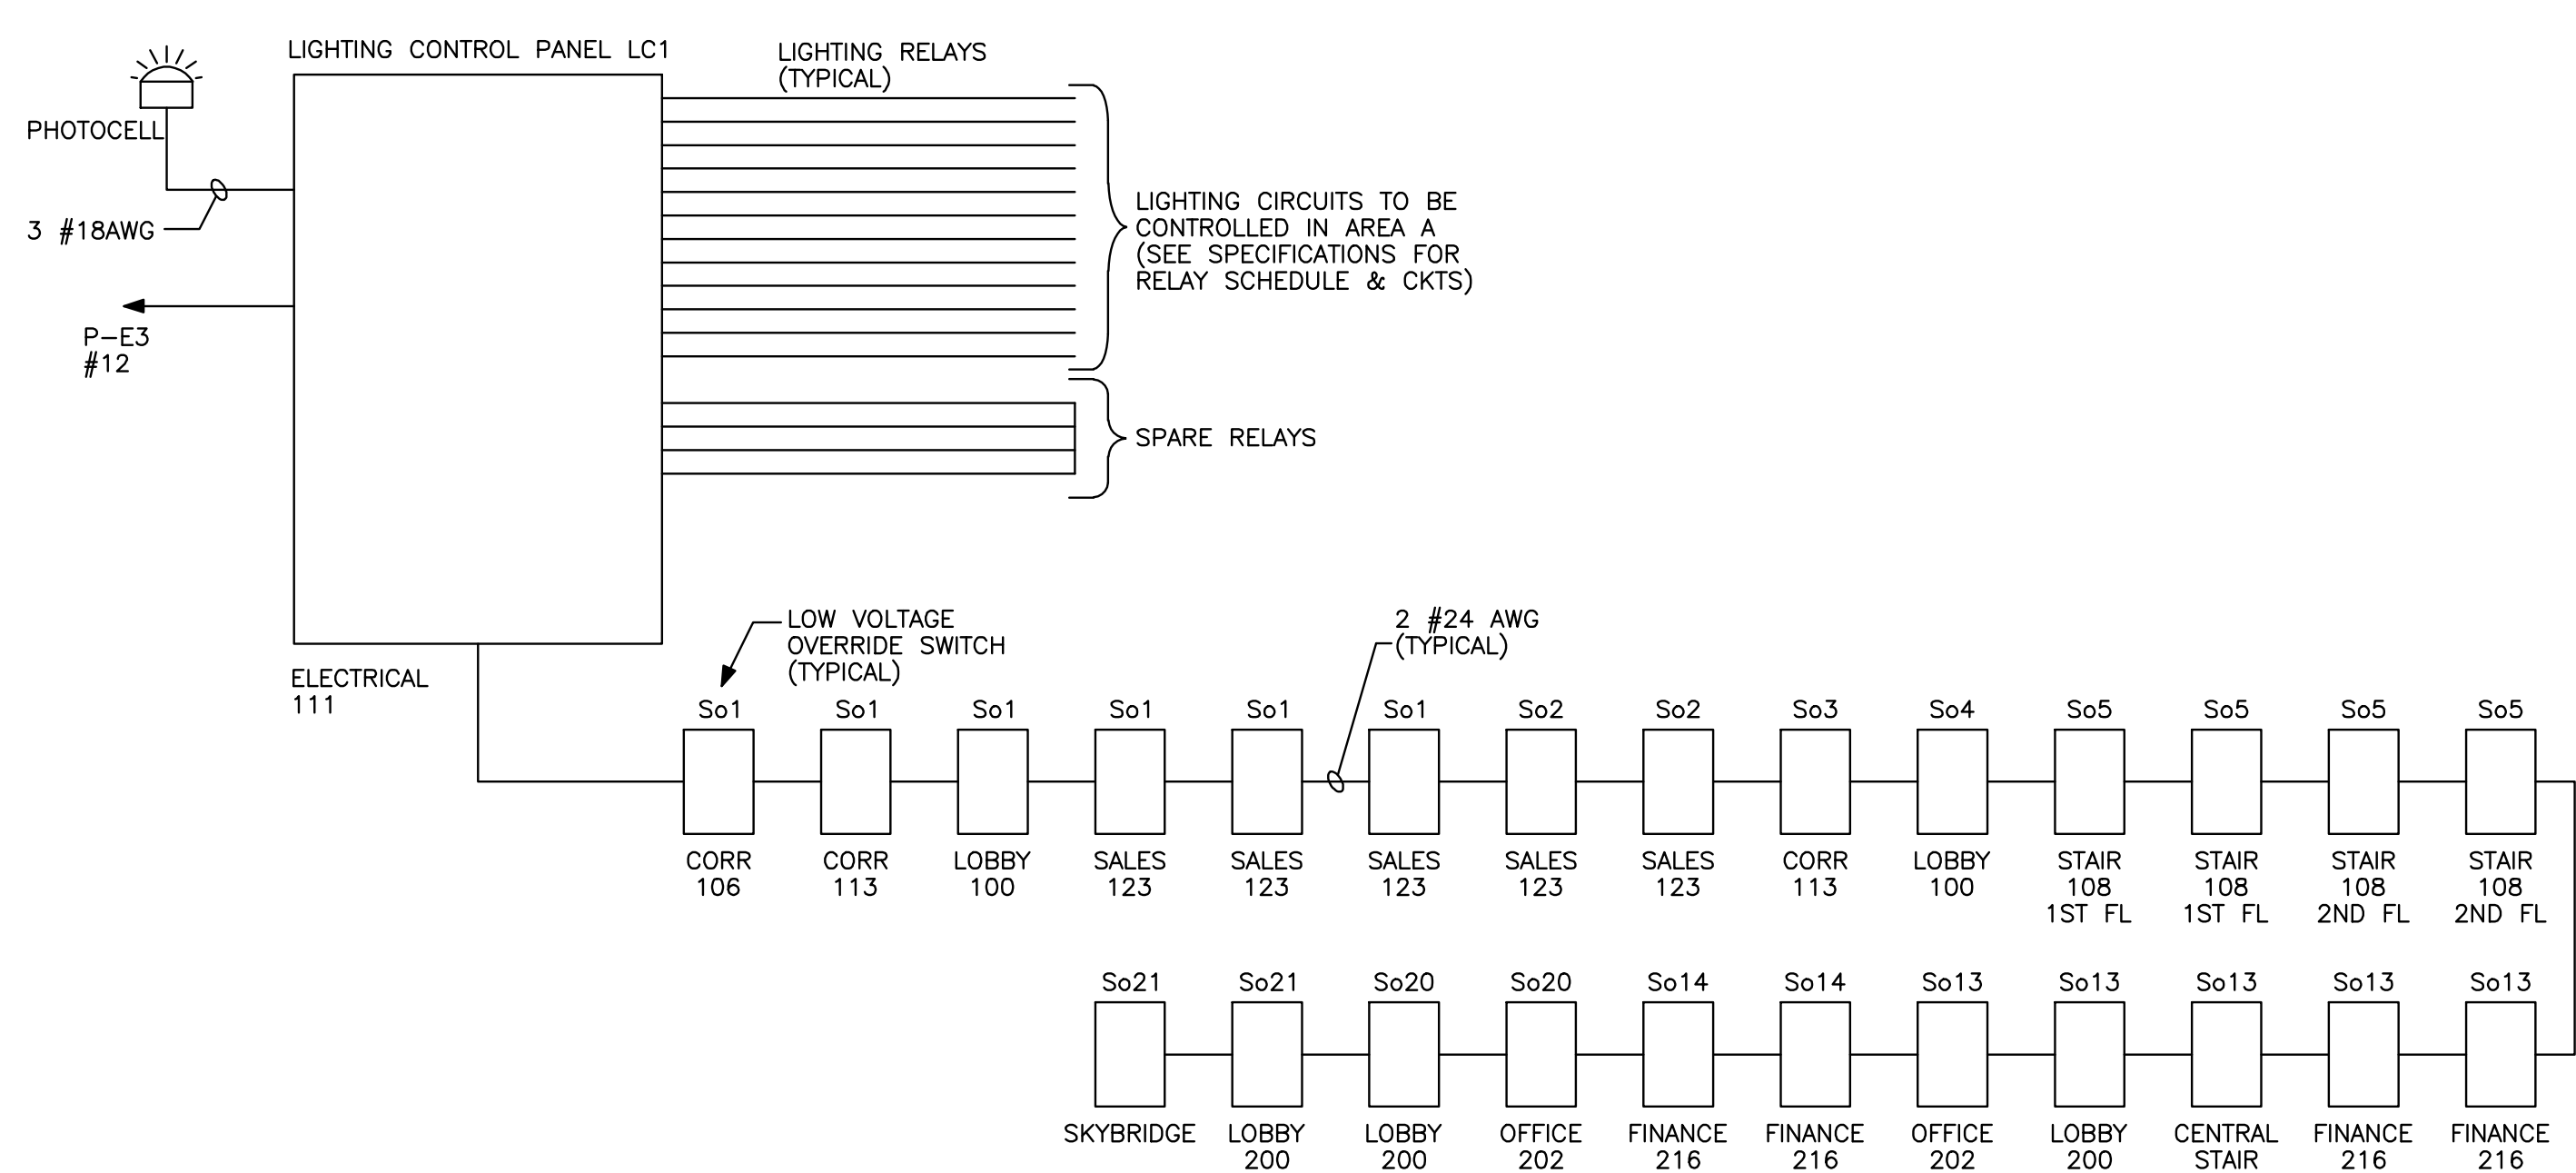 LIGHTING CONTROL PANEL LC1
LIGHTING RELAYS
(TYPICAL)
PHOTOCELL
3 #18AWG
P-E3
#12
LIGHTING CIRCUITS TO BE
CONTROLLED IN AREA A
(SEE SPECIFICATIONS FOR
RELAY SCHEDULE & CKTS)
SPARE RELAYS
ELECTRICAL
111
LOW VOLTAGE
OVERRIDE SWITCH
(TYPICAL)
2 #24 AWG
(TYPICAL)
So1 So1 So1 So1 So1 So1 So2 So2 So3 So4 So5 So5 So5 So5
CORR CORR LOBBY SALES SALES SALES SALES SALES CORR LOBBY STAIR STAIR STAIR STAIR
106 113 100 123 123 123 123 123 113 100 108 108 108 108
1ST FL 1ST FL 2ND FL 2ND FL
So21 So21 So20 So20 So14 So14 So13 So13 So13 So13 So13
SKYBRIDGE LOBBY LOBBY OFFICE FINANCE FINANCE OFFICE LOBBY CENTRAL FINANCE FINANCE
200 200 202 216 216 202 200 STAIR 216 216